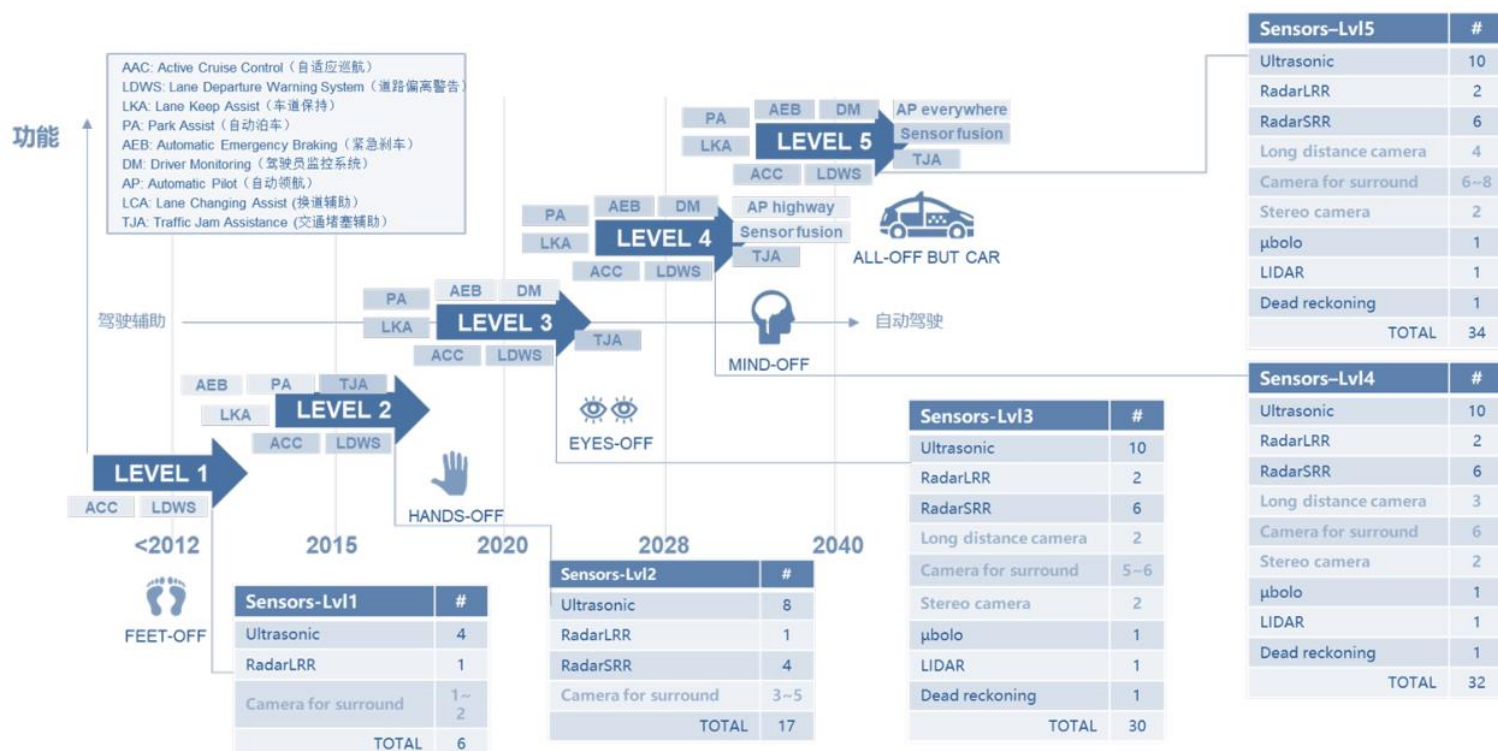 功能
AAC: Active Cruise Control（自适应巡航）
LDWS: Lane Departure Warning System（道路偏离警告）
LKA: Lane Keep Assist（车道保持）
PA: Park Assist（自动泊车）
AEB: Automatic Emergency Braking（紧急刹车）
DM: Driver Monitoring（驾驶员监控系统）
AP: Automatic Pilot（自动领航）
LCA: Lane Changing Assist (换道辅助）
TJA: Traffic Jam Assistance (交通堵塞辅助）
AEB DM AP everywhere
PA
LEVEL 5 Sensor fusion
LKA
TJA
ACC LDWS
AEB DM AP highway
PA
LEVEL 4 Sensor fusion
LKA
TJA
ACC LDWS
ALL-OFF BUT CAR
AEB DM
PA
LEVEL 3
LKA
TJA
ACC LDWS
驾驶辅助
自动驾驶
MIND-OFF
AEB PA TJA
LKA LEVEL 2
ACC LDWS
EYES-OFF
LEVEL 1
ACC LDWS
HANDS-OFF
<2012 2015 2020 2028 2040
FEET-OFF
Sensors-Lvl1 #
Ultrasonic 4
RadarLRR 1
Camera for surround 1~
2
TOTAL 6
Sensors-Lvl2 #
Ultrasonic 8
RadarLRR 1
RadarSRR 4
Camera for surround 3~5
TOTAL 17
Sensors-Lvl3 #
Ultrasonic 10
RadarLRR 2
RadarSRR 6
Long distance camera 2
Camera for surround 5~6
Stereo camera 2
μbolo 1
LIDAR 1
Dead reckoning 1
TOTAL 30
Sensors–Lvl5 #
Ultrasonic 10
RadarLRR 2
RadarSRR 6
Long distance camera 4
Camera for surround 6~8
Stereo camera 2
μbolo 1
LIDAR 1
Dead reckoning 1
TOTAL 34
Sensors–Lvl4 #
Ultrasonic 10
RadarLRR 2
RadarSRR 6
Long distance camera 3
Camera for surround 6
Stereo camera 2
μbolo 1
LIDAR 1
Dead reckoning 1
TOTAL 32